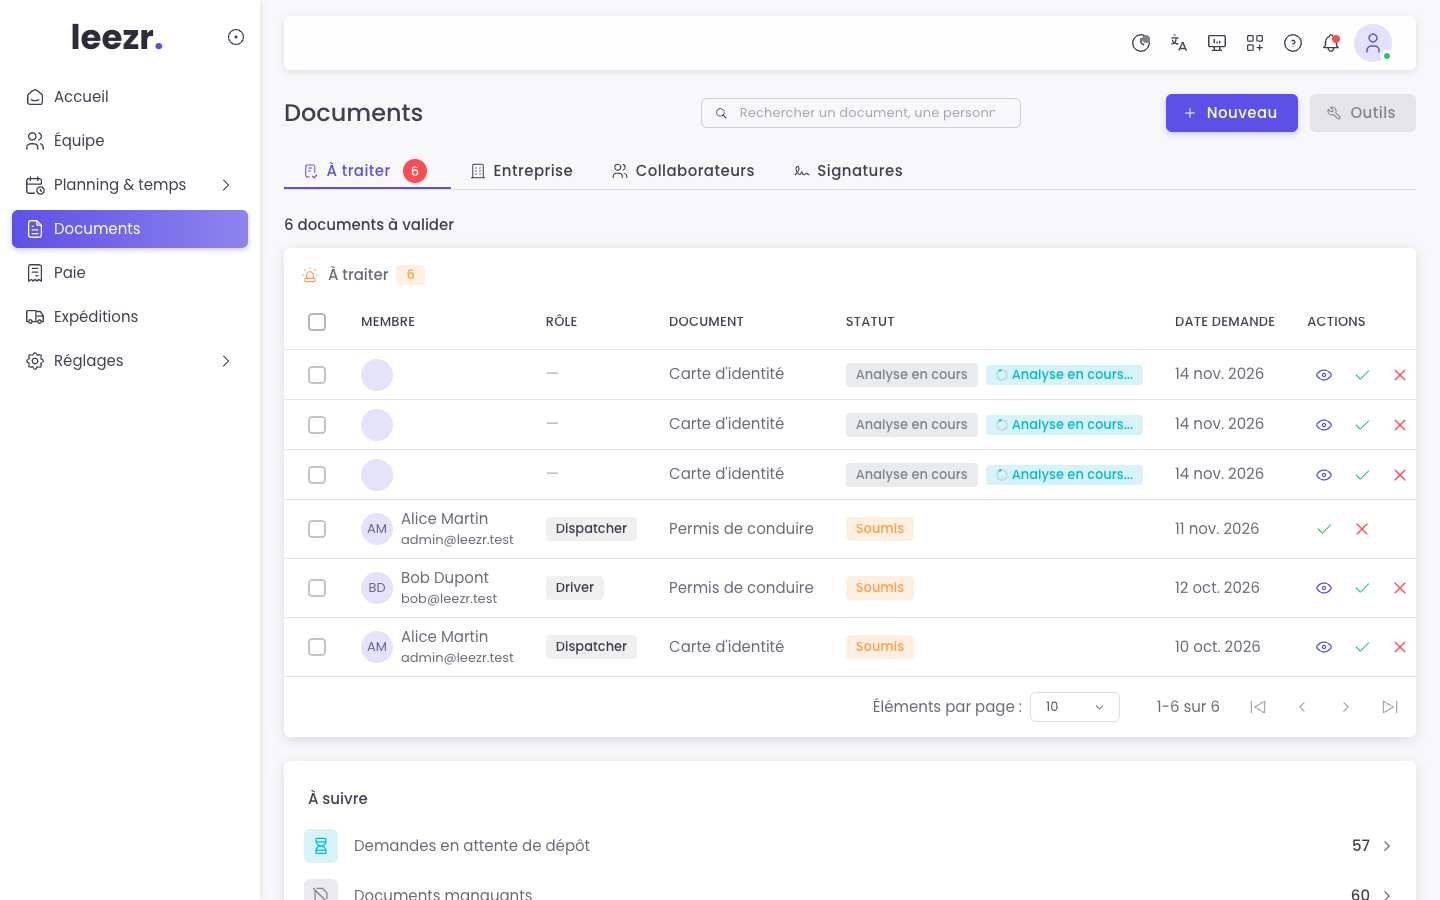 leezr.
Accueil
Équipe
Planning & temps
Documents
Paie
Expéditions
Réglages
Documents
Rechercher un document, une personn
Nouveau
Outils
À traiter 6
Entreprise
Collaborateurs
Signatures
6 documents à valider
À traiter 6
MEMBRE RÔLE DOCUMENT STATUT DATE DEMANDE ACTIONS
— Carte d'identité Analyse en cours Analyse en cours... 14 nov. 2026
— Carte d'identité Analyse en cours Analyse en cours... 14 nov. 2026
— Carte d'identité Analyse en cours Analyse en cours... 14 nov. 2026
AM Alice Martin Dispatcher Permis de conduire Soumis 11 nov. 2026
admin@leezr.test
BD Bob Dupont Driver Permis de conduire Soumis 12 oct. 2026
bob@leezr.test
AM Alice Martin Dispatcher Carte d'identité Soumis 10 oct. 2026
admin@leezr.test
Éléments par page : 10 1-6 sur 6
À suivre
Demandes en attente de dépôt 57
Documents manquants 60